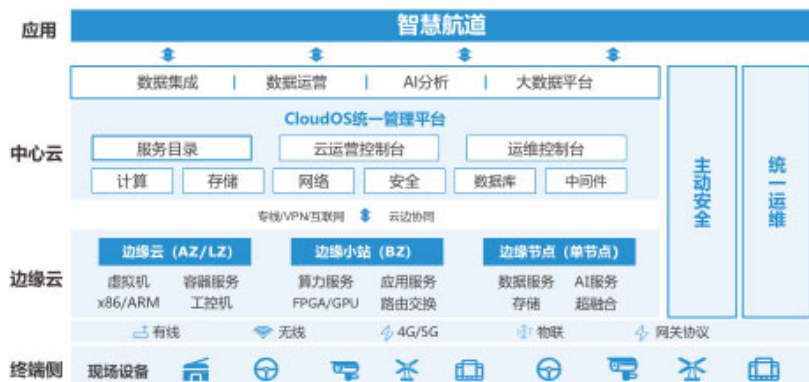 应用
智慧航道
数据集成 | 数据运营 | AI分析 | 大数据平台
中心云
CloudOS统一管理平台
服务目录 云运营控制台 运维控制台
计算 存储 网络 安全 数据库 中间件
专线/VPN/互联网 云边协同
边缘云
边缘云（AZ/LZ） 边缘小站（BZ） 边缘节点（单节点）
虚拟机 容器服务 算力服务 应用服务 数据服务 AI服务
x86/ARM 工控机 FPGA/GPU 路由交换 存储 超融合
有线 无线 4G/5G 物联 网关协议
终端侧 现场设备
主动安全
统一运维